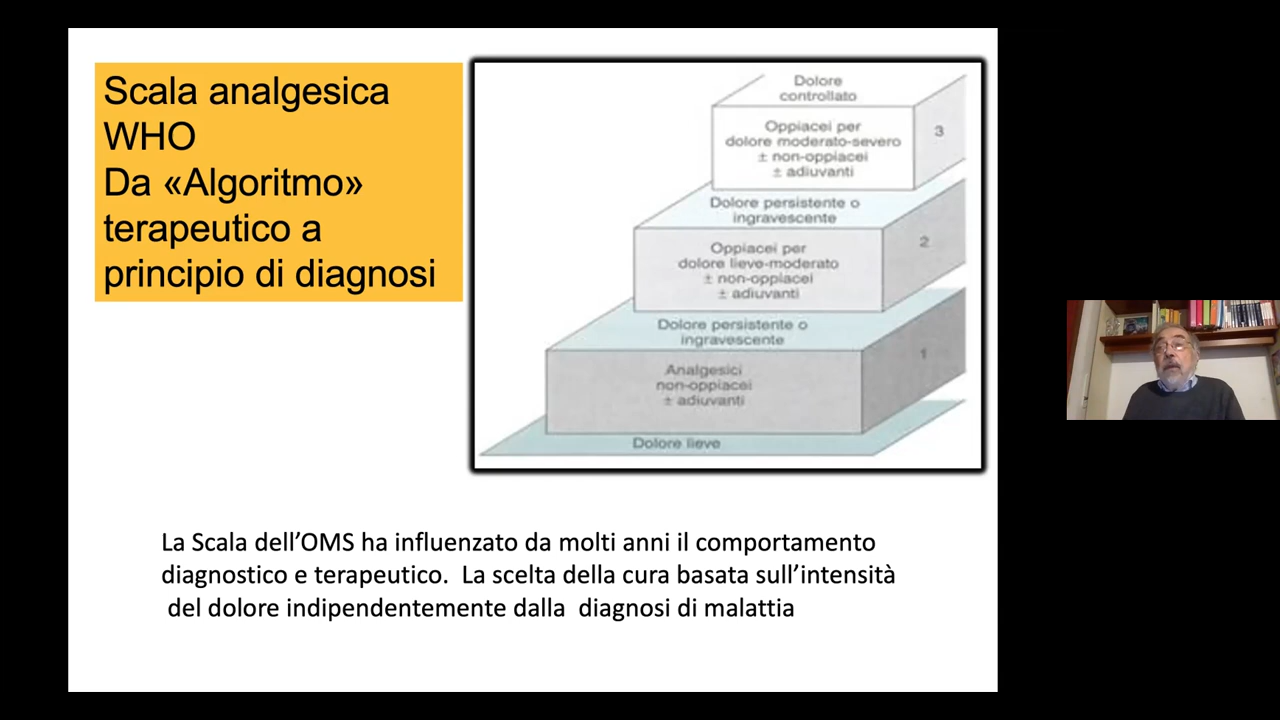 Scala analgesica
WHO
Da «Algoritmo»
terapeutico a
principio di diagnosi
Dolore
controllato
Oppiacei per
dolore moderato-severo
± non-oppiacei
± adiuvanti
3
Dolore persistente o
ingravescente
Oppiacei per
dolore lieve-moderato
± non-oppiacei
± adiuvanti
2
Dolore persistente o
ingravescente
Analgesici
non-oppiacei
± adiuvanti
1
Dolore lieve
La Scala dell’OMS ha influenzato da molti anni il comportamento
diagnostico e terapeutico. La scelta della cura basata sull’intensità
del dolore indipendentemente dalla diagnosi di malattia